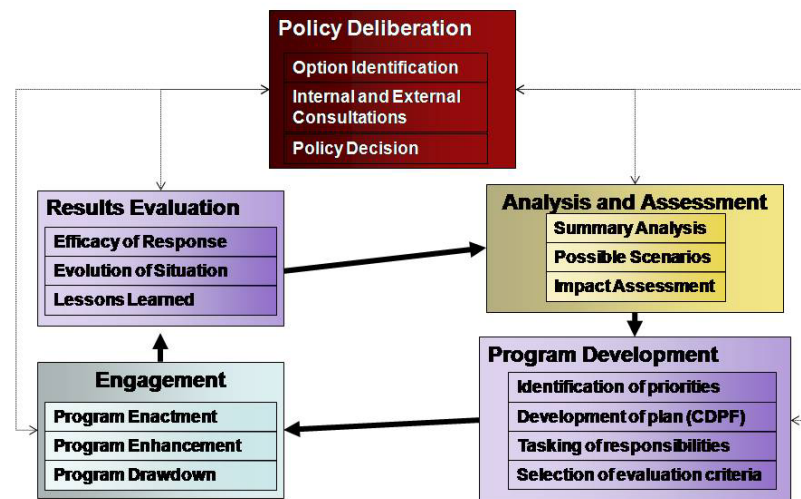 Policy Deliberation
Option Identification
Internal and External
Consultations
Policy Decision
Results Evaluation
Efficacy of Response
Evolution of Situation
Lessons Learned
Analysis and Assessment
Summary Analysis
Possible Scenarios
Impact Assessment
Engagement
Program Enactment
Program Enhancement
Program Drawdown
Program Development
Identification of priorities
Development of plan (CDPF)
Tasking of responsibilities
Selection of evaluation criteria